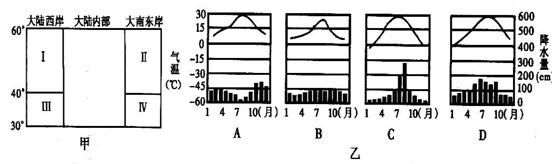 大陆西岸 大陆内部 大南东岸
60°
40°
30°
I
II
III
IV
甲
气温(℃)
30
15
0
-15
-30
-45
-60
1 4 7 10(月)
A
1 4 7 10(月)
B
1 4 7 10(月)
C
1 4 7 10(月)
D
600
500
400
300
200
100
0
降水量(cm)
乙